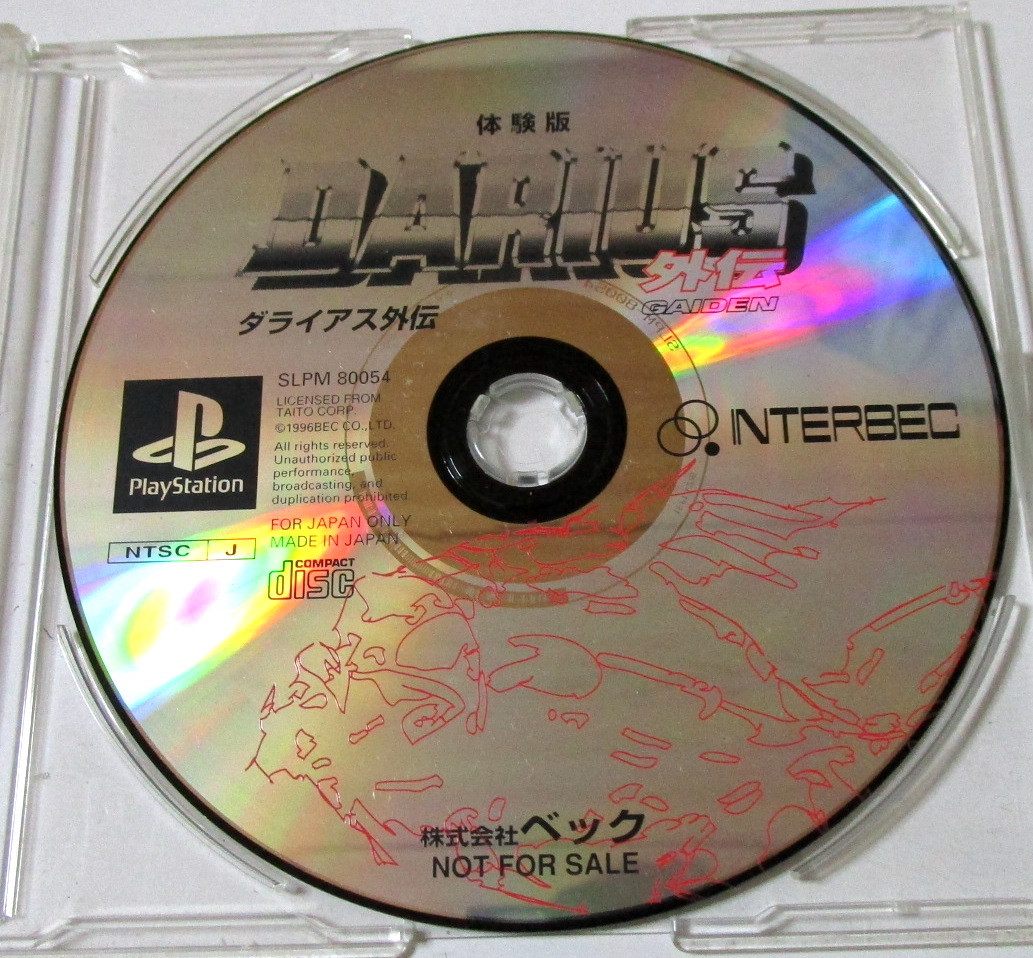 体験版
DARIUS
外伝
GAIDEN
ダライアス外伝
SLPM 80054
LICENSED FROM
TAITO CORP.
©1996BEC CO.,LTD.
All rights reserved.
Unauthorized public
performance,
broadcasting, and
duplication prohibited
FOR JAPAN ONLY
MADE IN JAPAN
PlayStation
NTSC J
COMPACT
disc
INTERBEC
SLPM 80054
株式会社ベック
NOT FOR SALE